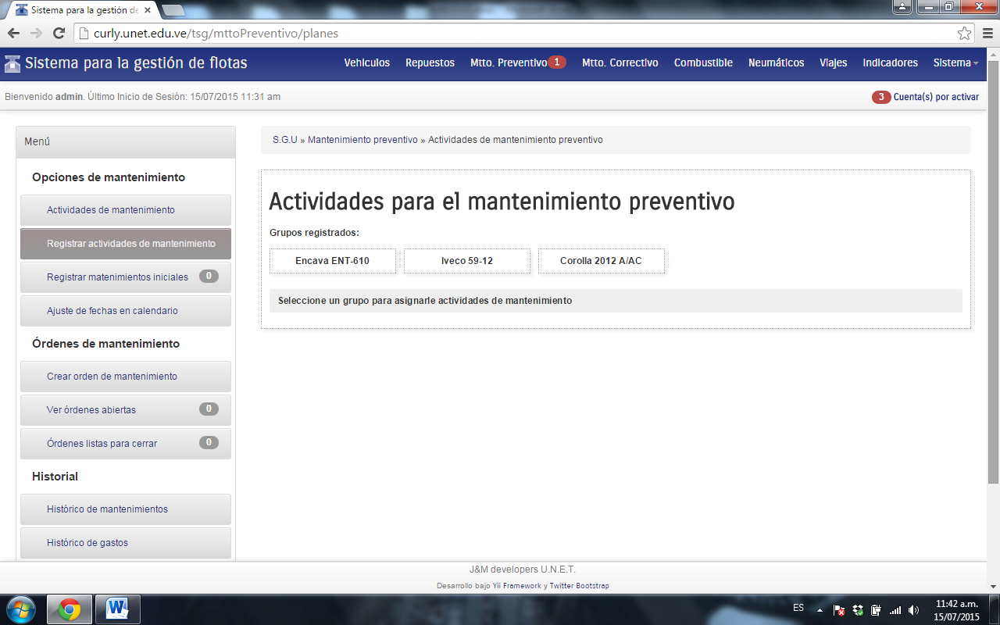 Sistema para la gestión de
curly.unet.edu.ve/tsg/mttoPreventivo/planes
Sistema para la gestión de flotas
Vehiculos Repuestos Mtto. Preventivo 1 Mtto. Correctivo Combustible Neumáticos Viajes Indicadores Sistema
Bienvenido admin. Último Inicio de Sesión: 15/07/2015 11:31 am
3 Cuenta(s) por activar
Menú
Opciones de mantenimiento
Actividades de mantenimiento
Registrar actividades de mantenimiento
Registrar matenimientos iniciales 0
Ajuste de fechas en calendario
Órdenes de mantenimiento
Crear orden de mantenimiento
Ver órdenes abiertas 0
Órdenes listas para cerrar 0
Historial
Histórico de mantenimientos
Histórico de gastos
S.G.U » Mantenimiento preventivo » Actividades de mantenimiento preventivo
Actividades para el mantenimiento preventivo
Grupos registrados:
Encava ENT-610 Iveco 59-12 Corolla 2012 A/AC
Seleccione un grupo para asignarle actividades de mantenimiento
J&M developers U.N.E.T.
Desarrollo bajo Yii Framework y Twitter Bootstrap
ES
11:42 a.m.
15/07/2015